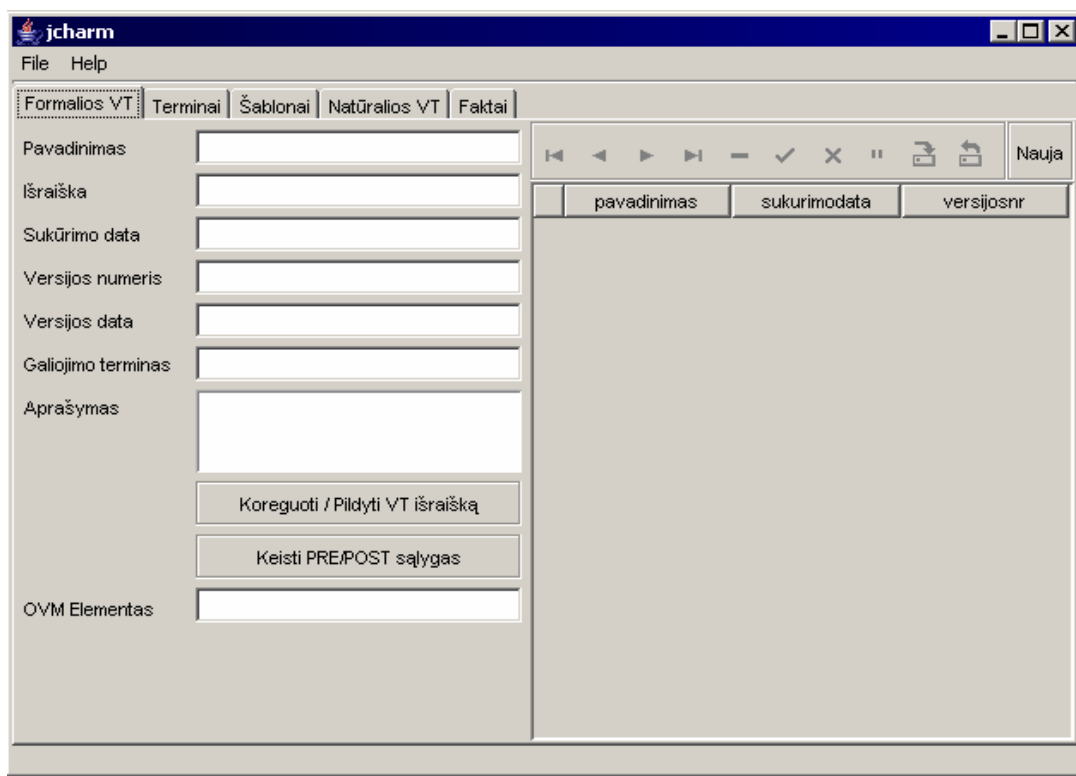 jcharm
File Help
Formalios VT Terminai Šablonai Natūralios VT Faktai
Pavadinimas
Išraiška
Sukūrimo data
Versijos numeris
Versijos data
Galiojimo terminas
Aprašymas
Koreguoti / Pildyti VT išraišką
Keisti PRE/POST sąlygas
OVM Elementas
Nauja
pavadinimas sukurimodata versijosnr